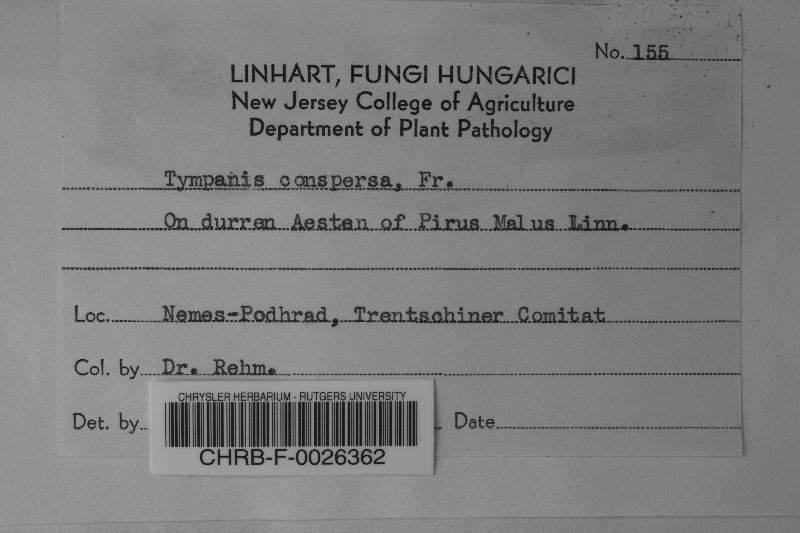 No. 155
LINHART, FUNGI HUNGARICI
New Jersey College of Agriculture
Department of Plant Pathology
Tympanis conspersa, Fr.
On durren Aesten of Pirus Malus Linn.
Loc. Nemes-Podhrad, Trentschiner Comitat
Col. by Dr. Rehm.
Det. by Date
CHRYSLER HERBARIUM - RUTGERS UNIVERSITY
CHRB-F-0026362